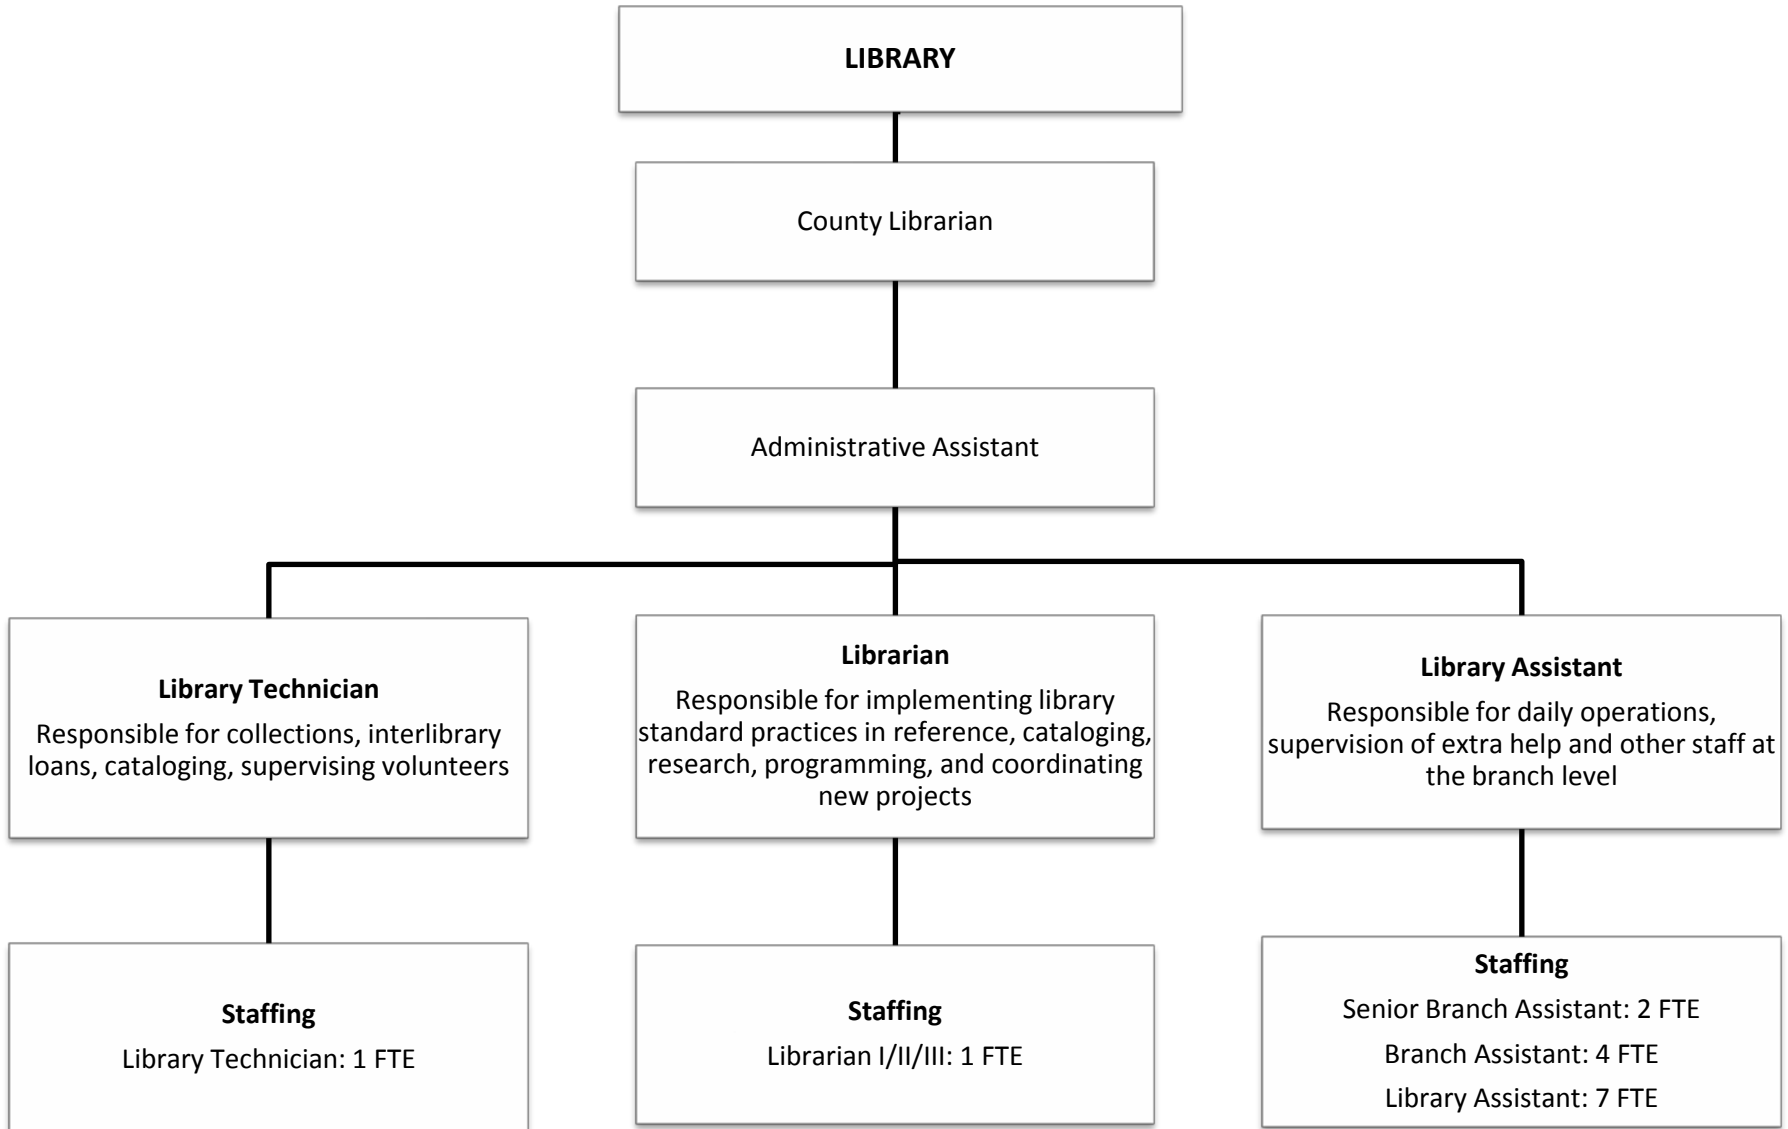 LIBRARY
County Librarian
Administrative Assistant
Library Technician
Responsible for collections, interlibrary
loans, cataloging, supervising volunteers
Librarian
Responsible for implementing library
standard practices in reference, cataloging,
research, programming, and coordinating
new projects
Library Assistant
Responsible for daily operations,
supervision of extra help and other staff at
the branch level
Staffing
Library Technician: 1 FTE
Staffing
Librarian I/II/III: 1 FTE
Staffing
Senior Branch Assistant: 2 FTE
Branch Assistant: 4 FTE
Library Assistant: 7 FTE